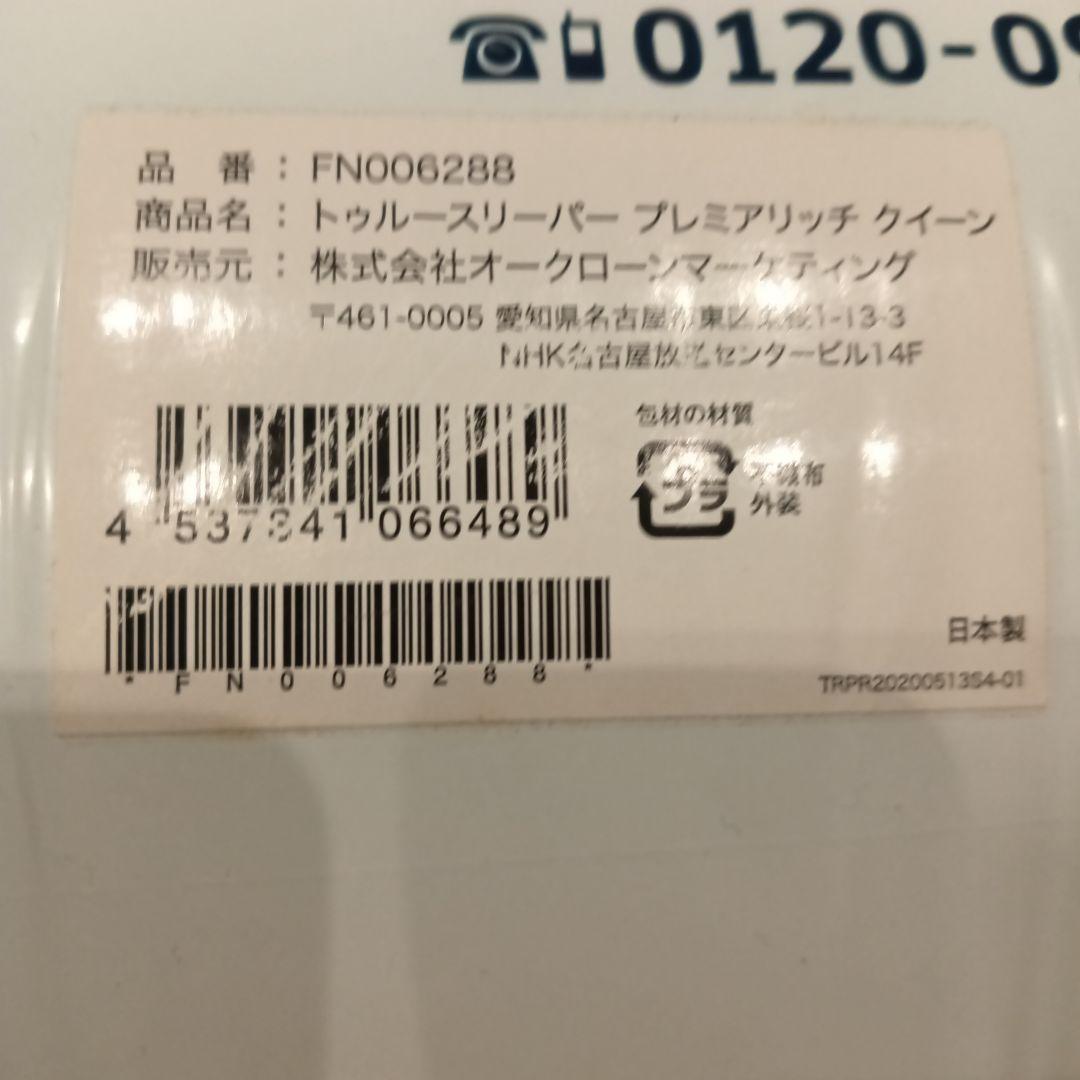 0120-09
品 番：FN006288
商品名：トゥルースリーパー プレミアリッチ クイーン
販売元：株式会社オークローンマーケティング
〒461-0005 愛知県名古屋市東区東桜1-13-3
NHK名古屋放送センタービル14F
包材の材質
プラ
不織布
外装
4 537341 066489
*FN006288*
日本製
TRPR20200513S4-01